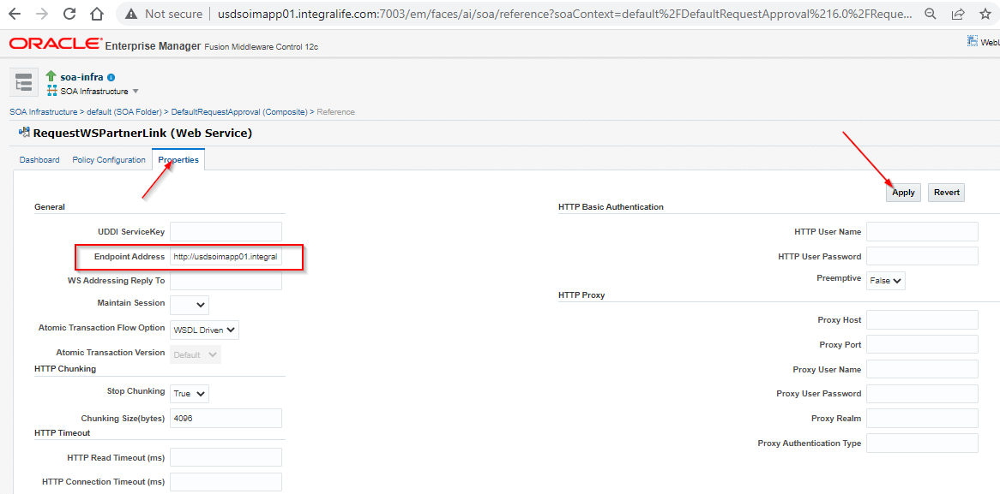 Not secure | usdsoimapp01.integralife.com:7003/em/faces/ai/soa/reference?soaContext=default%2FDefaultRequestApproval%216.0%2FReque...
ORACLE Enterprise Manager Fusion Middleware Control 12c
WebL
soa-infra
SOA Infrastructure
SOA Infrastructure > default (SOA Folder) > DefaultRequestApproval (Composite) > Reference
RequestWSPartnerLink (Web Service)
Dashboard Policy Configuration Properties
Apply Revert
General
UDDI ServiceKey
Endpoint Address http://usdsoimapp01.integral
WS Addressing Reply To
Maintain Session
Atomic Transaction Flow Option WSDL Driven
Atomic Transaction Version Default
HTTP Chunking
Stop Chunking True
Chunking Size(bytes) 4096
HTTP Timeout
HTTP Read Timeout (ms)
HTTP Connection Timeout (ms)
HTTP Basic Authentication
HTTP User Name
HTTP User Password
Preemptive False
HTTP Proxy
Proxy Host
Proxy Port
Proxy User Name
Proxy User Password
Proxy Realm
Proxy Authentication Type